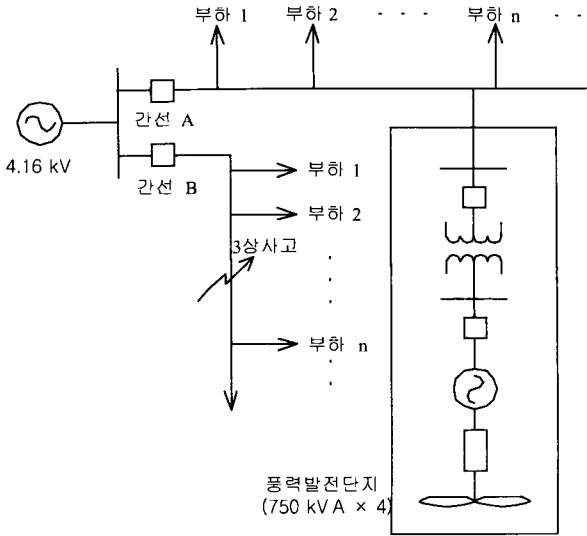 부하 1
부하 2
부하 n
간선 A
4.16 kV
간선 B
부하 1
부하 2
3상사고
부하 n
풍력발전단지
(750 kVA × 4)